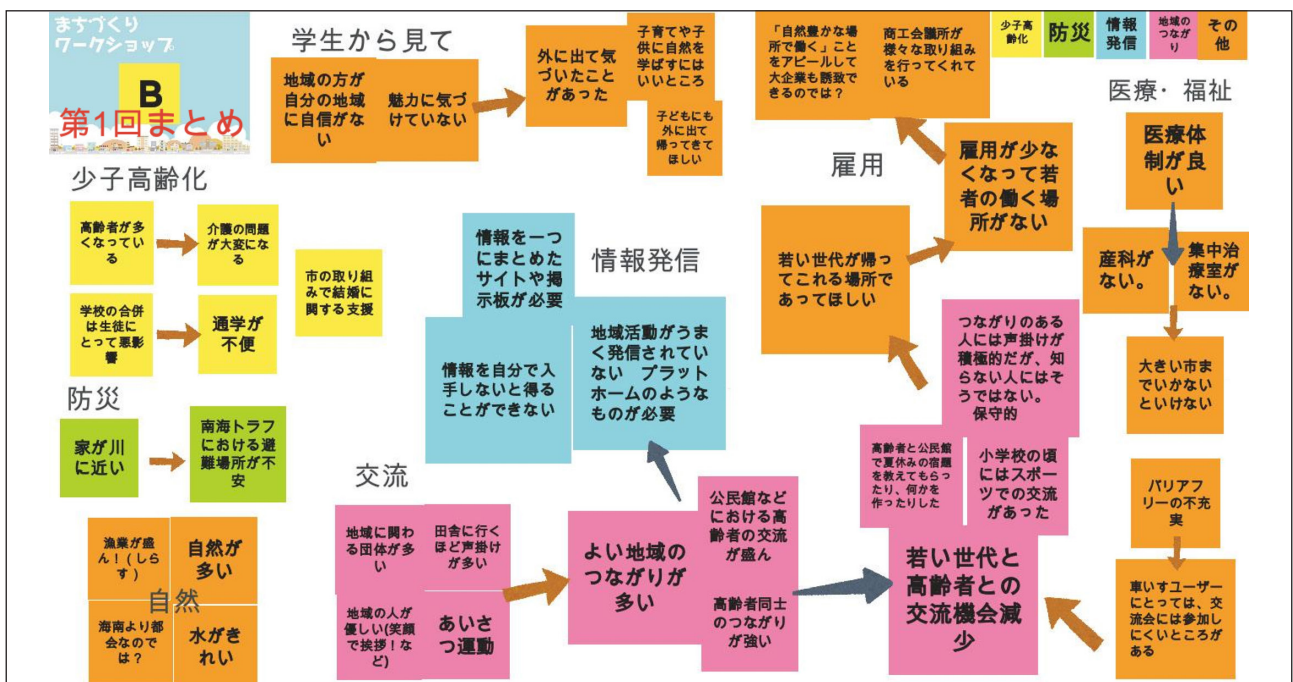 まちづくり
ワークショップ
B
第1回まとめ
学生から見て
地域の方が
自分の地域
に自信がな
い
魅力に気づ
けていない
外に出て気
づいたこと
があった
子育てや子
供に自然を
学ばすには
いいところ
子どもにも
外に出て
帰ってきて
ほしい
「自然豊かな場
所で働く」こと
をアピールして
大企業も誘致で
きるのでは？
商工会議所が
様々な取り組み
を行ってくれて
いる
少子高
齢化
防災
情報
発信
地域の
つなが
り
その
他
少子高齢化
高齢者が多
くなってい
る
介護の問題
が大変にな
る
学校の合併
は生徒に
とって悪影
響
通学が
不便
市の取り組
みで結婚に
関する支援
防災
家が川
に近い
南海トラフ
における避
難場所が不
安
漁業が盛
ん！(しら
す)
自然が
多い
自然
海南より都
会なのでは？
水がき
れい
情報発信
情報を一つ
にまとめた
サイトや掲
示板が必要
情報を自分で入
手しないと得る
ことができない
地域活動がうま
く発信されてい
ない　プラット
ホームのような
ものが必要
交流
地域に関わ
る団体が多
い
田舎に行く
ほど声掛け
が多い
地域の人が
優しい(笑顔
で挨拶！な
ど)
あいさ
つ運動
よい地域の
つながりが
多い
公民館など
における高
齢者の交流
が盛ん
高齢者同士
のつながり
が強い
雇用
雇用が少な
くなって若
者の働く場
所がない
若い世代が帰っ
てこれる場所で
あってほしい
つながりのある
人には声掛けが
積極的だが、知
らない人にはそ
うではない。
保守的
高齢者と公民館
で夏休みの宿題
を教えてもらっ
たり、何かを
作ったりした
小学校の頃
にはスポー
ツでの交流
があった
若い世代と
高齢者との
交流機会減
少
医療・福祉
医療体
制が良
い
産科が
ない。
集中治
療室が
ない。
大きい市ま
でいかない
といけない
バリアフ
リーの不充
実
車いすユーザー
にとっては、交
流会には参加し
にくいところが
ある